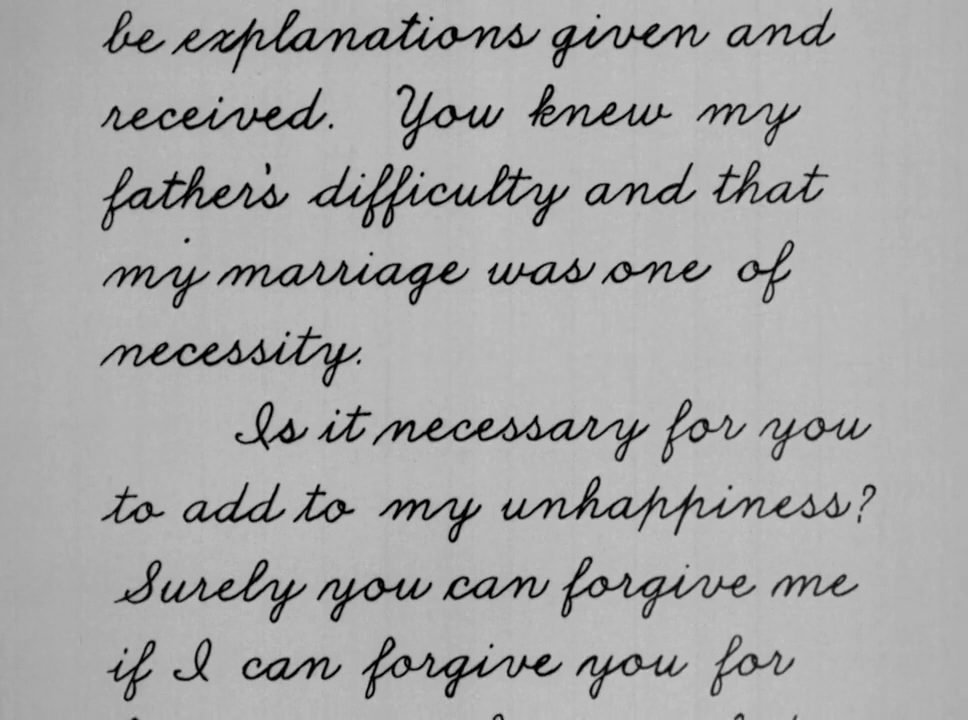 be explanations given and
received. You knew my
father's difficulty and that
my marriage was one of
necessity.
Is it necessary for you
to add to my unhappiness?
Surely you can forgive me
if I can forgive you for